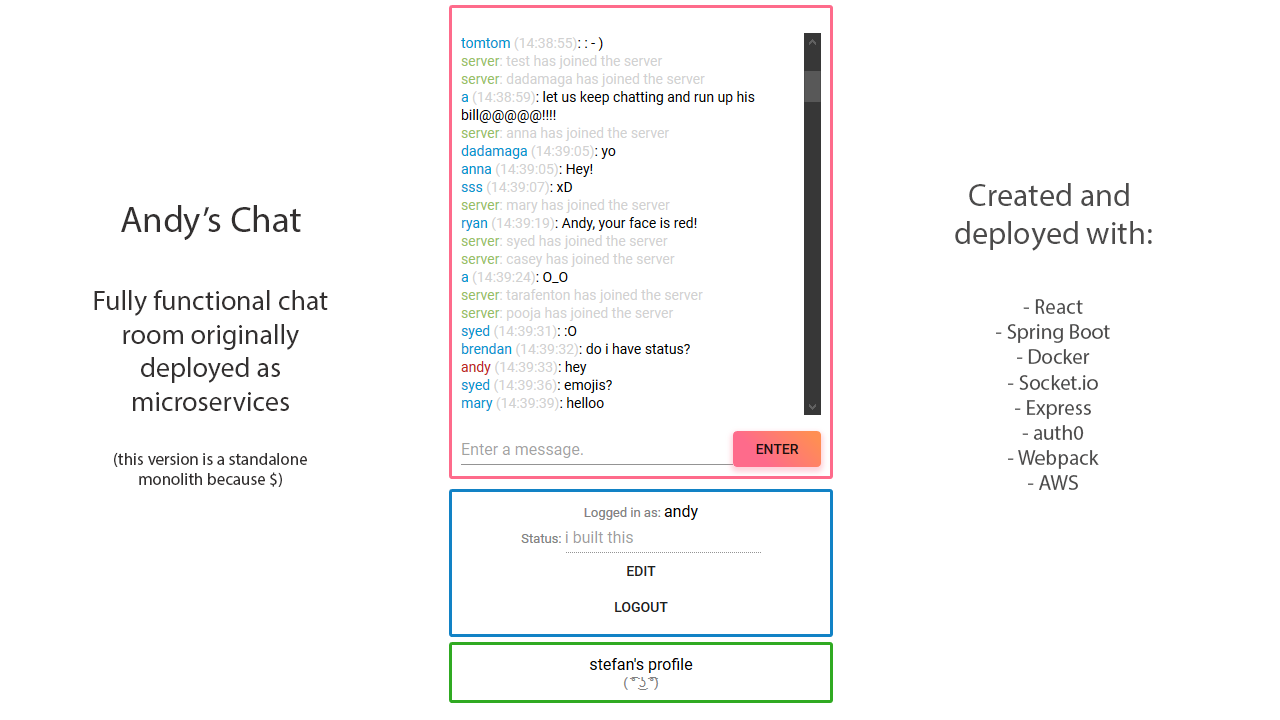 Andy’s Chat
Fully functional chat
room originally
deployed as
microservices
(this version is a standalone
monolith because $)
tomtom (14:38:55): : - )
server: test has joined the server
server: dadamaga has joined the server
a (14:38:59): let us keep chatting and run up his
bill@@@@@!!!!
server: anna has joined the server
dadamaga (14:39:05): yo
anna (14:39:05): Hey!
sss (14:39:07): xD
server: mary has joined the server
ryan (14:39:19): Andy, your face is red!
server: syed has joined the server
server: casey has joined the server
a (14:39:24): O_O
server: tarafenton has joined the server
server: pooja has joined the server
syed (14:39:31): :O
brendan (14:39:32): do i have status?
andy (14:39:33): hey
syed (14:39:36): emojis?
mary (14:39:39): helloo
Enter a message.
ENTER
Logged in as: andy
Status: i built this
EDIT
LOGOUT
stefan's profile
( ͡° ͜ʖ ͡°)
Created and
deployed with:
- React
- Spring Boot
- Docker
- Socket.io
- Express
- auth0
- Webpack
- AWS